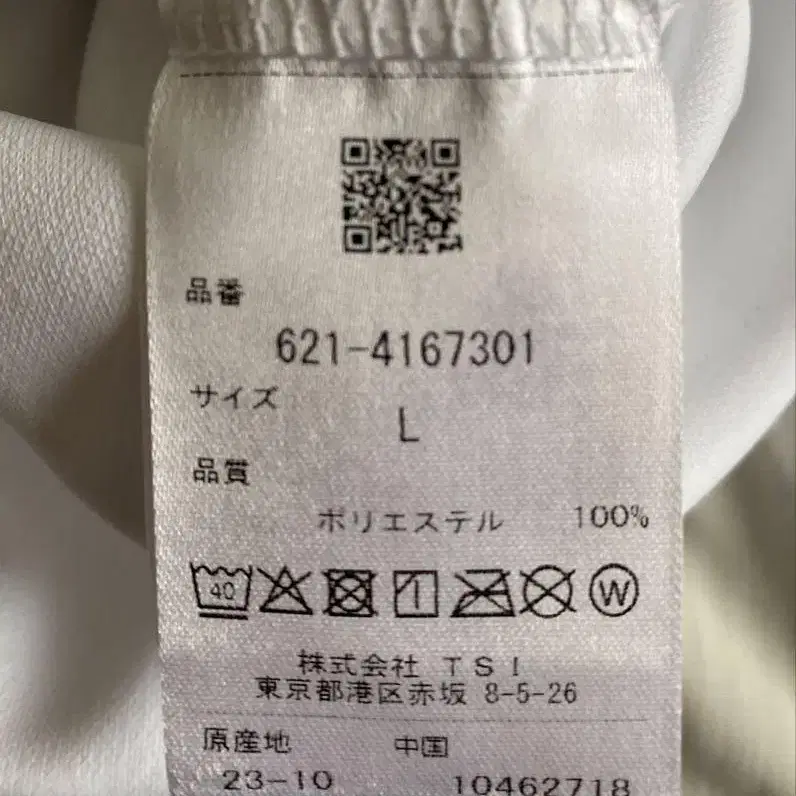 品番
621-4167301
サイズ
L
品質
ポリエステル 100%
40
W
株式会社 TSI
東京都港区赤坂 8-5-26
原産地 中国
23-10 10462718